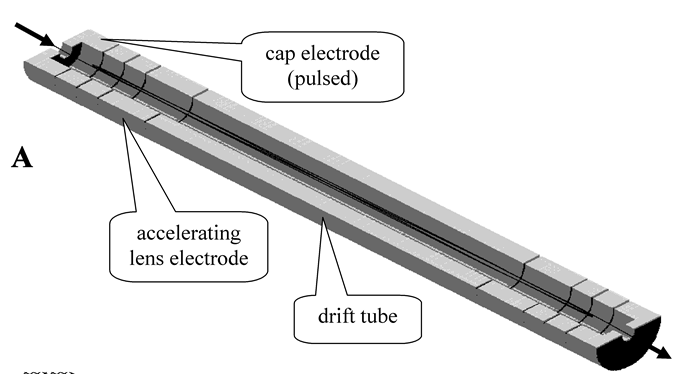 cap electrode
(pulsed)
A
accelerating
lens electrode
drift tube